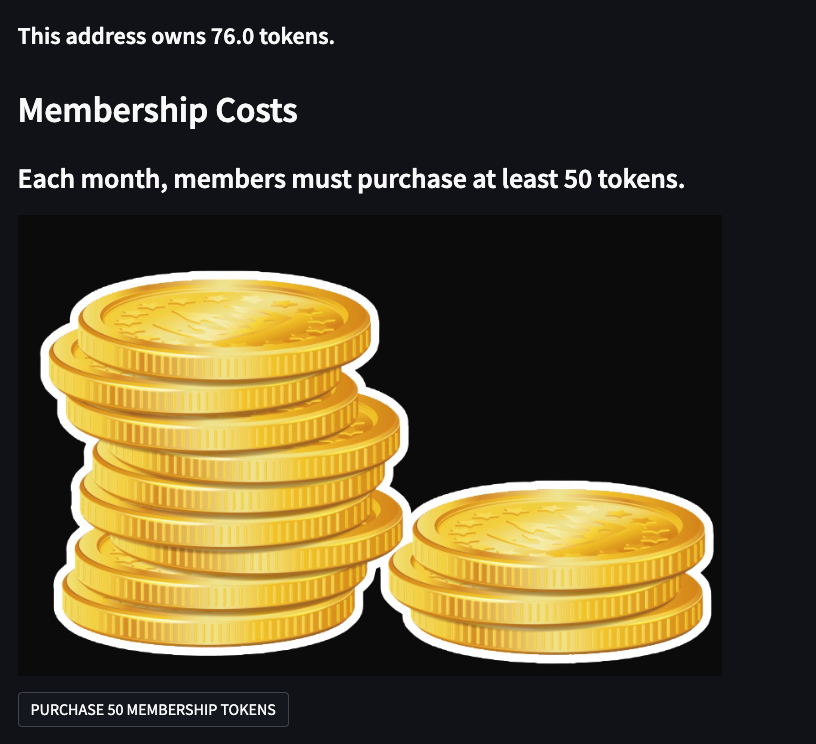 This address owns 76.0 tokens.
Membership Costs
Each month, members must purchase at least 50 tokens.
PURCHASE 50 MEMBERSHIP TOKENS